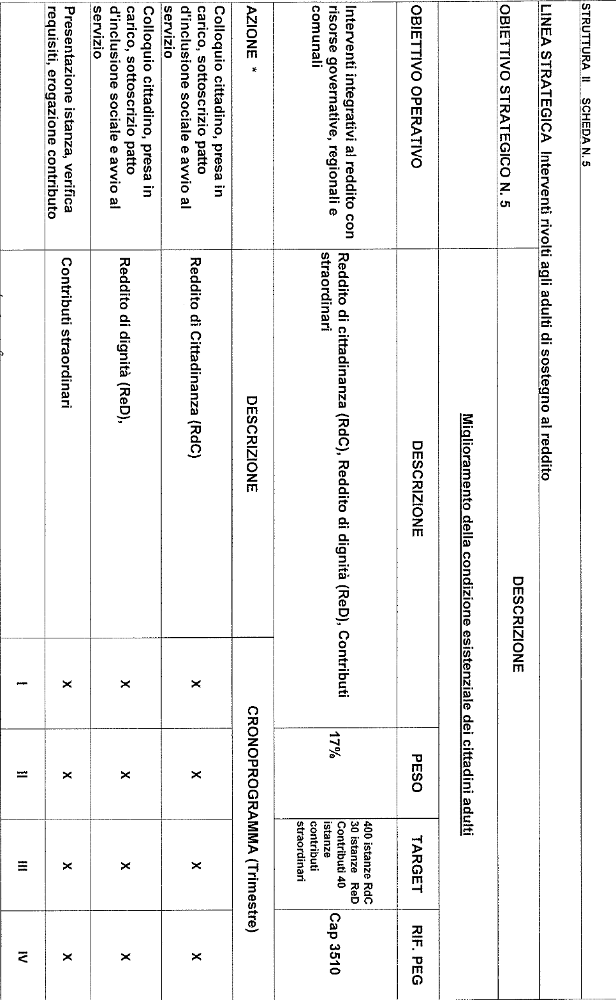 STRUTTURA II SCHEDA N. 5
LINEA STRATEGICA Interventi rivolti agli adulti di sostegno al reddito
OBIETTIVO STRATEGICO N. 5
DESCRIZIONE
Miglioramento della condizione esistenziale dei cittadini adulti
OBIETTIVO OPERATIVO
DESCRIZIONE
PESO
TARGET
RIF. PEG
Interventi integrativi al reddito con
risorse governative, regionali e
comunali
Reddito di cittadinanza (RdC), Reddito di dignità (ReD), Contributi
straordinari
17%
400 istanze RdC
30 istanze ReD
Contributi 40
istanze
contributi
straordinari
Cap 3510
AZIONE *
DESCRIZIONE
CRONOPROGRAMMA (Trimestre)
Colloquio cittadino, presa in
carico, sottoscrizio patto
d'inclusione sociale e avvio al
servizio
Reddito di Cittadinanza (RdC)
X X X X
Colloquio cittadino, presa in
carico, sottoscrizio patto
d'inclusione sociale e avvio al
servizio
Reddito di dignità (ReD),
X X X X
Presentazione istanza, verifica
requisiti, erogazione contributo
Contributi straordinari
X X X X
I II III IV